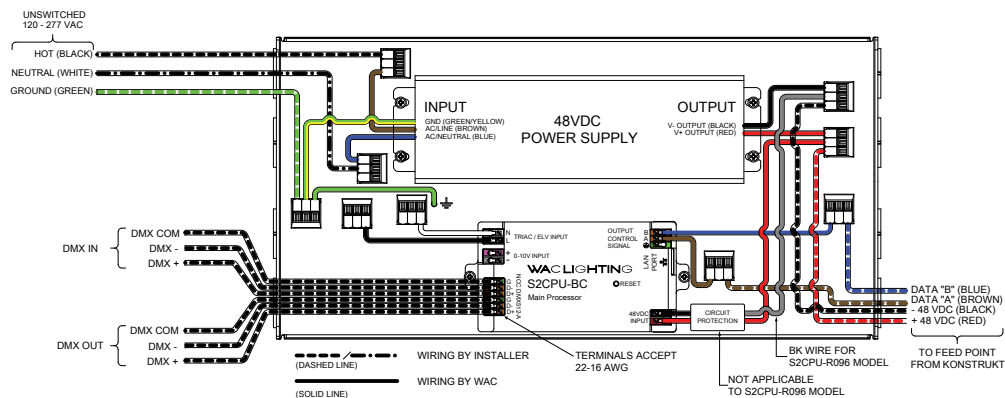 UNSWITCHED
120 - 277 VAC
HOT (BLACK)
NEUTRAL (WHITE)
GROUND (GREEN)
INPUT
GND (GREEN/YELLOW)
AC/LINE (BROWN)
AC/NEUTRAL (BLUE)
48VDC
POWER SUPPLY
OUTPUT
V- OUTPUT (BLACK)
V+ OUTPUT (RED)
DMX IN
DMX COM
DMX -
DMX +
DMX OUT
DMX COM
DMX -
DMX +
N
L
TRIAC / ELV INPUT
+
-
0-10V INPUT
OUTPUT
CONTROL
SIGNAL
B
A
LAN
PORT
WAC LIGHTING
S2CPU-BC
Main Processor
RESET
D+
48VDC
INPUT
CIRCUIT
PROTECTION
DATA "B" (BLUE)
DATA "A" (BROWN)
- 48 VDC (BLACK)
+ 48 VDC (RED)
TO FEED POINT
FROM KONSTRUKT
BK WIRE FOR
S2CPU-R096 MODEL
NOT APPLICABLE
TO S2CPU-R096 MODEL
TERMINALS ACCEPT
22-16 AWG
WIRING BY INSTALLER
(DASHED LINE)
WIRING BY WAC
(SOLID LINE)